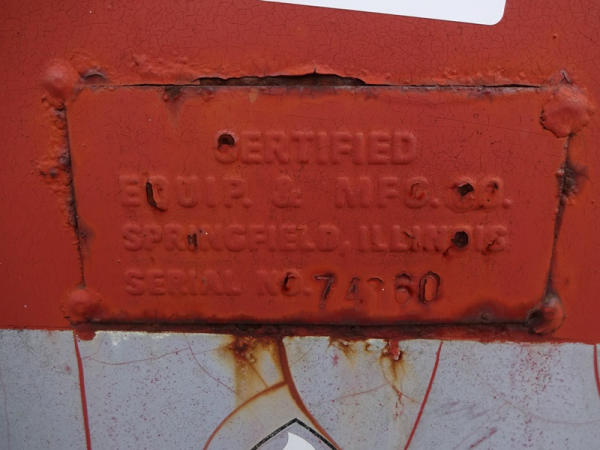 CERTIFIED
EQUIP. & MFG. CO.
SPRINGFIELD, ILLINOIS
SERIAL NO.